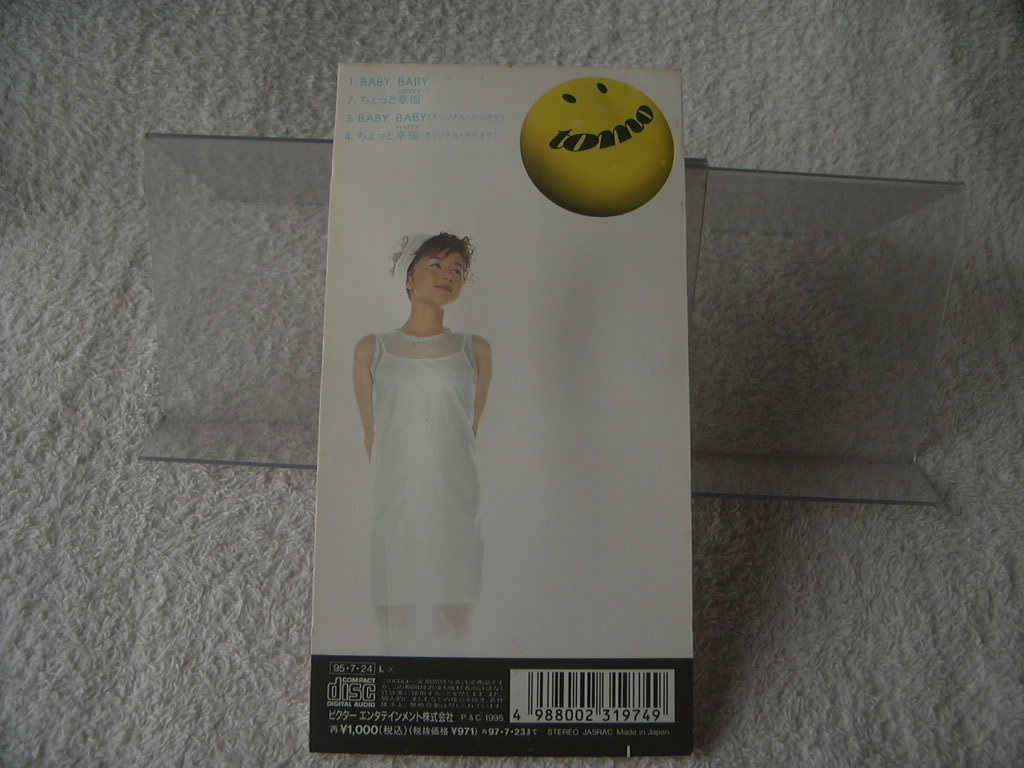 1. BABY, BABY
HAPPY
2. ちょっと幸福
3. BABY, BABY(オリジナル・カラオケ)
HAPPY
4. ちょっと幸福(オリジナル・カラオケ)
tomo
95・7・24 L ×
COMPACT
disc
DIGITAL AUDIO
ビクター エンタテインメント株式会社 P & C 1995
再¥1,000(税込)(税抜価格 ¥971) 再97・7・23まで
4 988002 319749
STEREO JASRAC Made in Japan